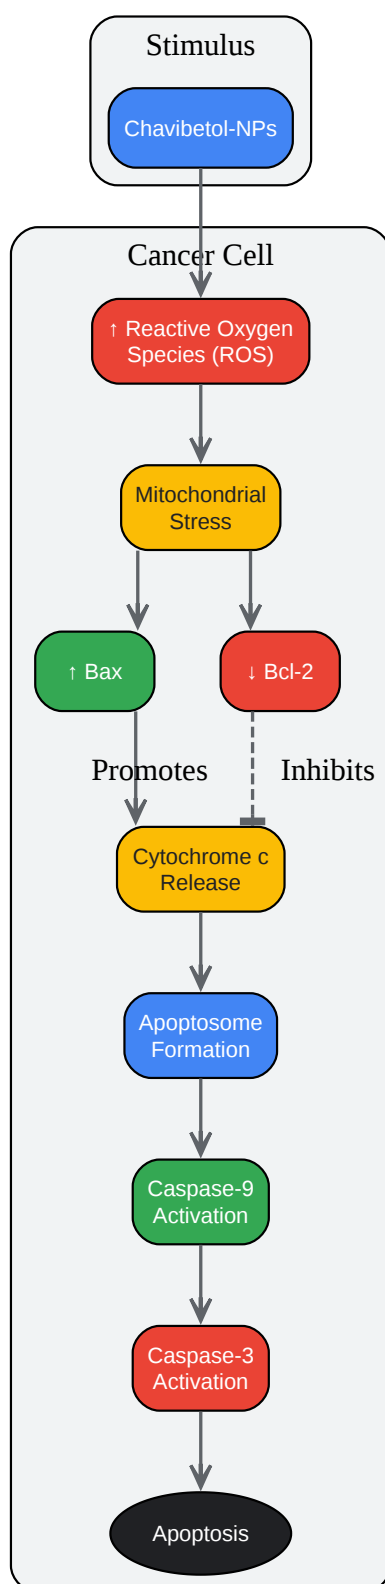 Stimulus
Chavibetol-NPs
Cancer Cell
↑ Reactive Oxygen
Species (ROS)
Mitochondrial
Stress
↑ Bax
↓ Bcl-2
Promotes
Inhibits
Cytochrome c
Release
Apoptosome
Formation
Caspase-9
Activation
Caspase-3
Activation
Apoptosis